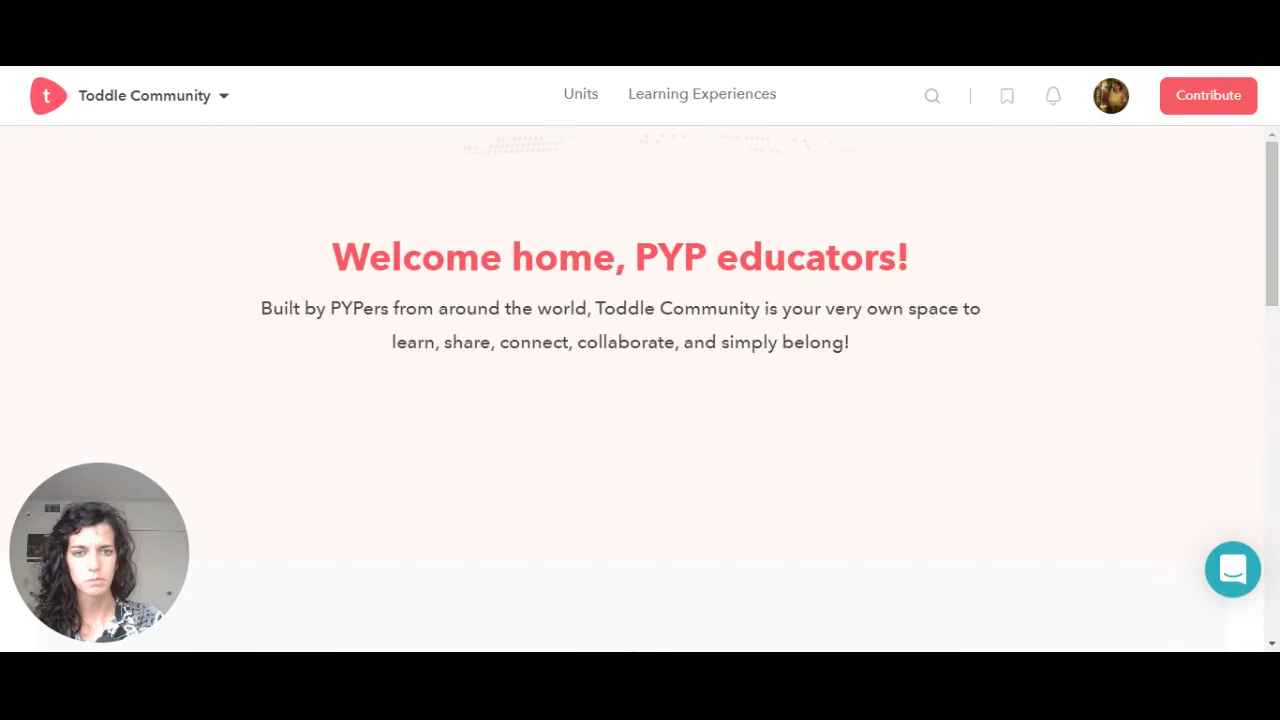 t Toddle Community
Units
Learning Experiences
Contribute
Welcome home, PYP educators!
Built by PYPers from around the world, Toddle Community is your very own space to
learn, share, connect, collaborate, and simply belong!